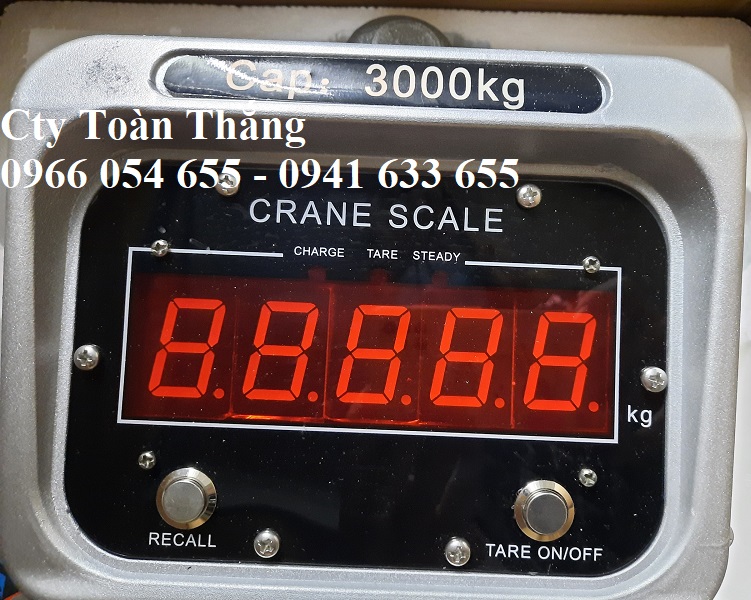 Cap: 3000kg
Cty Toàn Thắng
0966 054 655 - 0941 633 655
CRANE SCALE
CHARGE TARE STEADY
8.8.8.8.8.
kg
RECALL
TARE ON/OFF